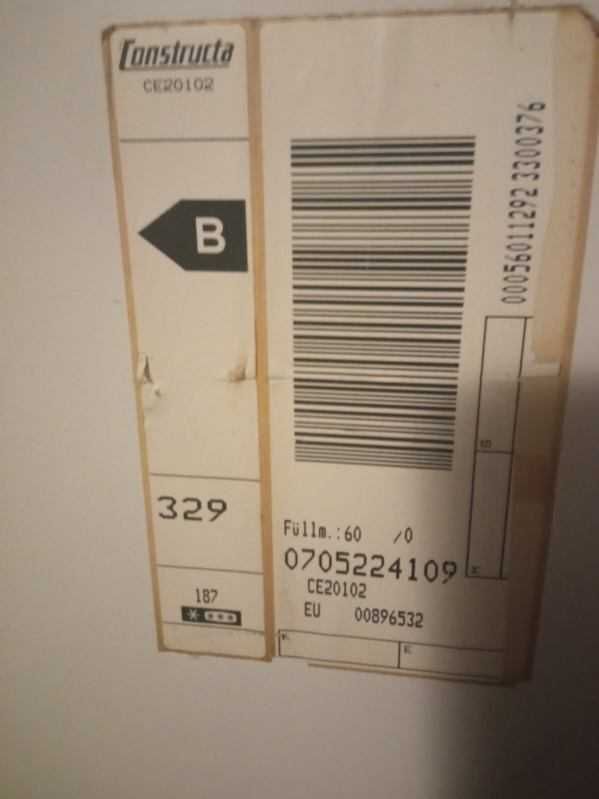 Constructa
CE20102
B
329
187
00056011292 3300376
Füllm.:60 /0
0705224109
CE20102
EU 00896532